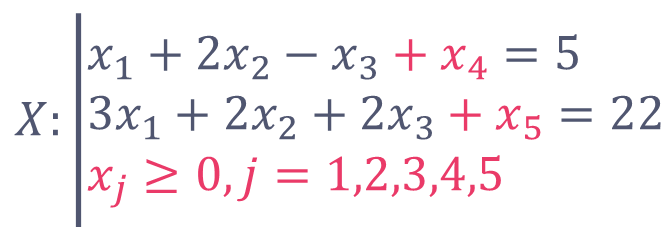 X: x₁ + 2x₂ − x₃ + x₄ = 5
3x₁ + 2x₂ + 2x₃ + x₅ = 22
xⱼ ≥ 0, j = 1,2,3,4,5